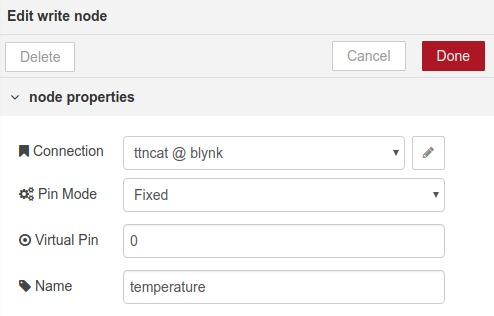 Edit write node
Delete Cancel Done
node properties
Connection ttncat @ blynk
Pin Mode Fixed
Virtual Pin 0
Name temperature